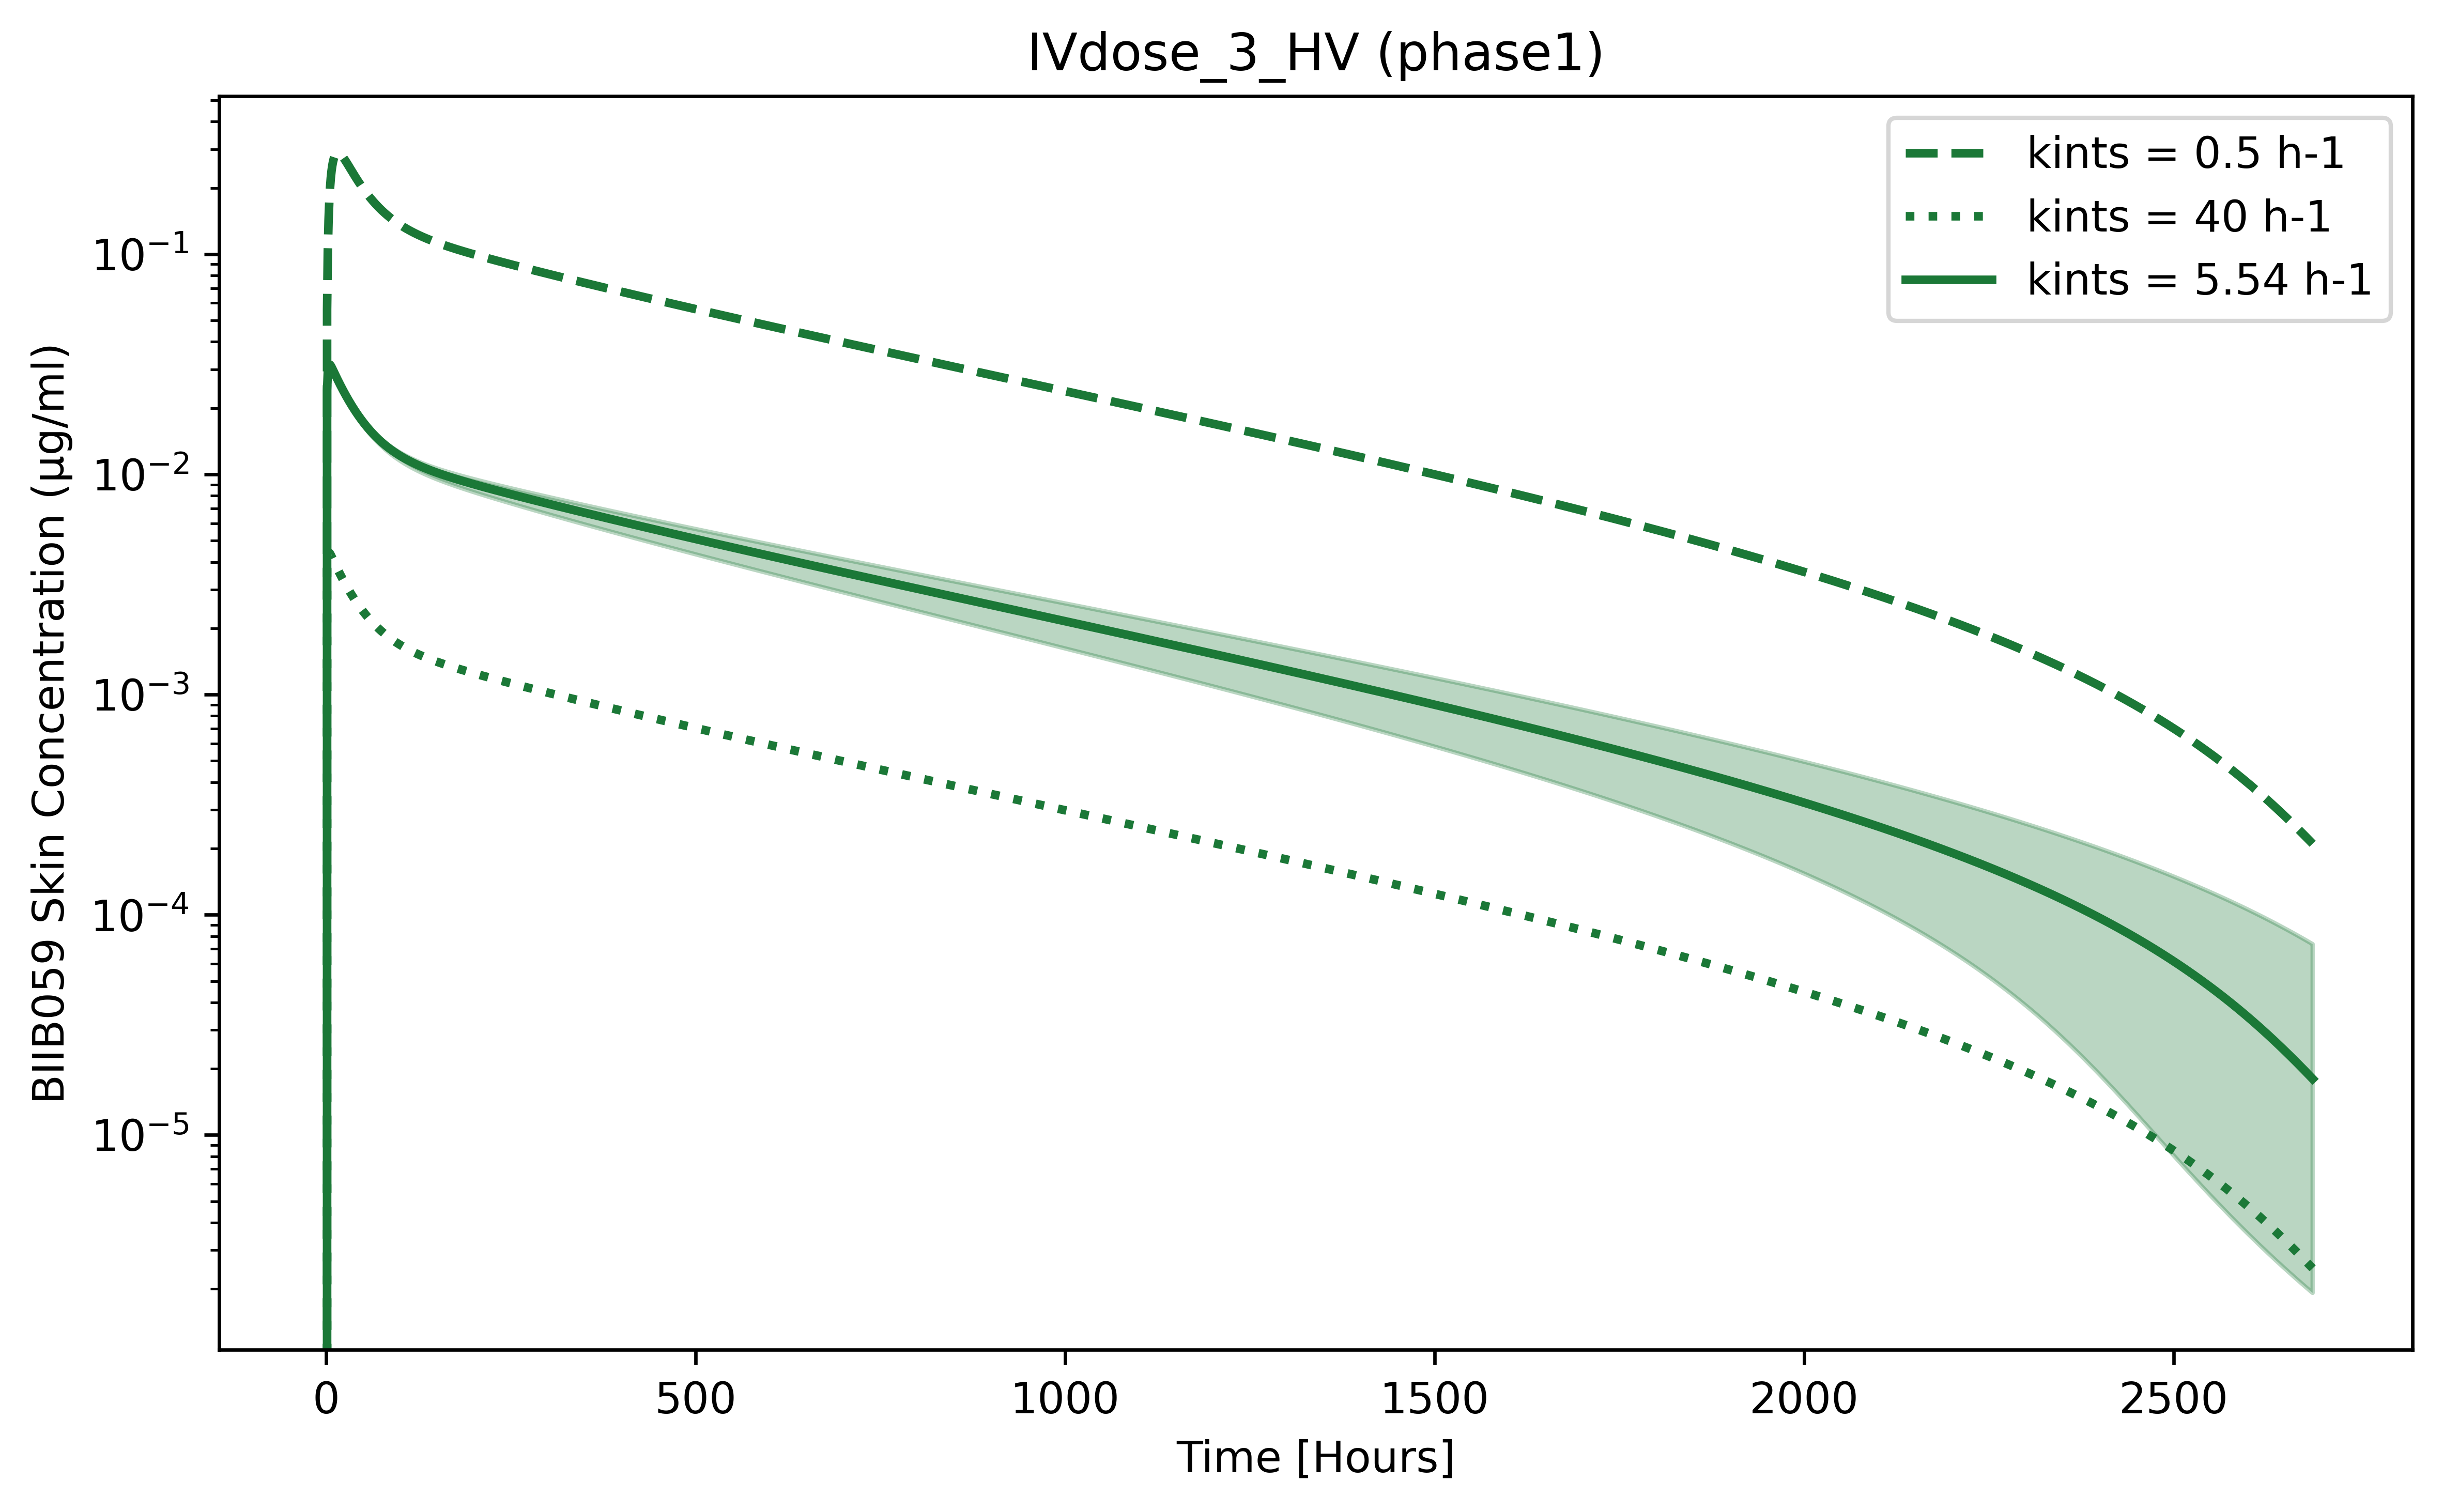 IVdose_3_HV (phase1)
kints = 0.5 h-1
kints = 40 h-1
kints = 5.54 h-1
BIIB059 Skin Concentration (µg/ml)
10⁻¹
10⁻²
10⁻³
10⁻⁴
10⁻⁵
0 500 1000 1500 2000 2500
Time [Hours]